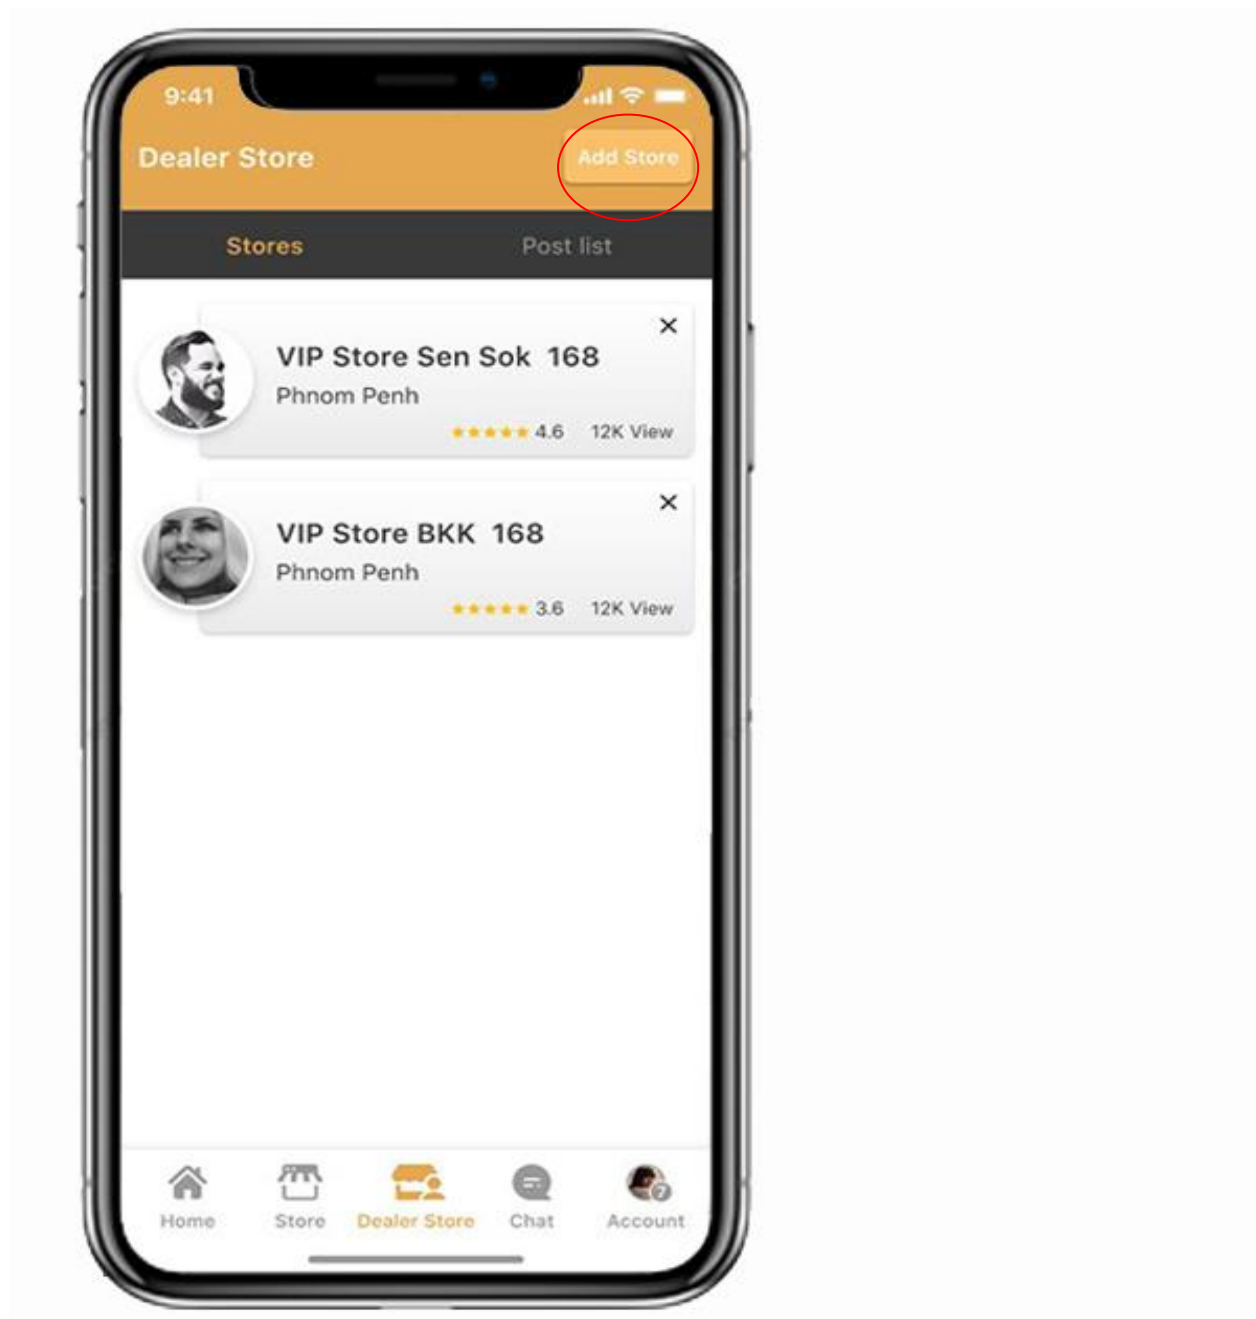 9:41
Dealer Store
Add Store
Stores
Post list
VIP Store Sen Sok 168
Phnom Penh
4.6 12K View
VIP Store BKK 168
Phnom Penh
3.6 12K View
7
Home
Store
Dealer Store
Chat
Account